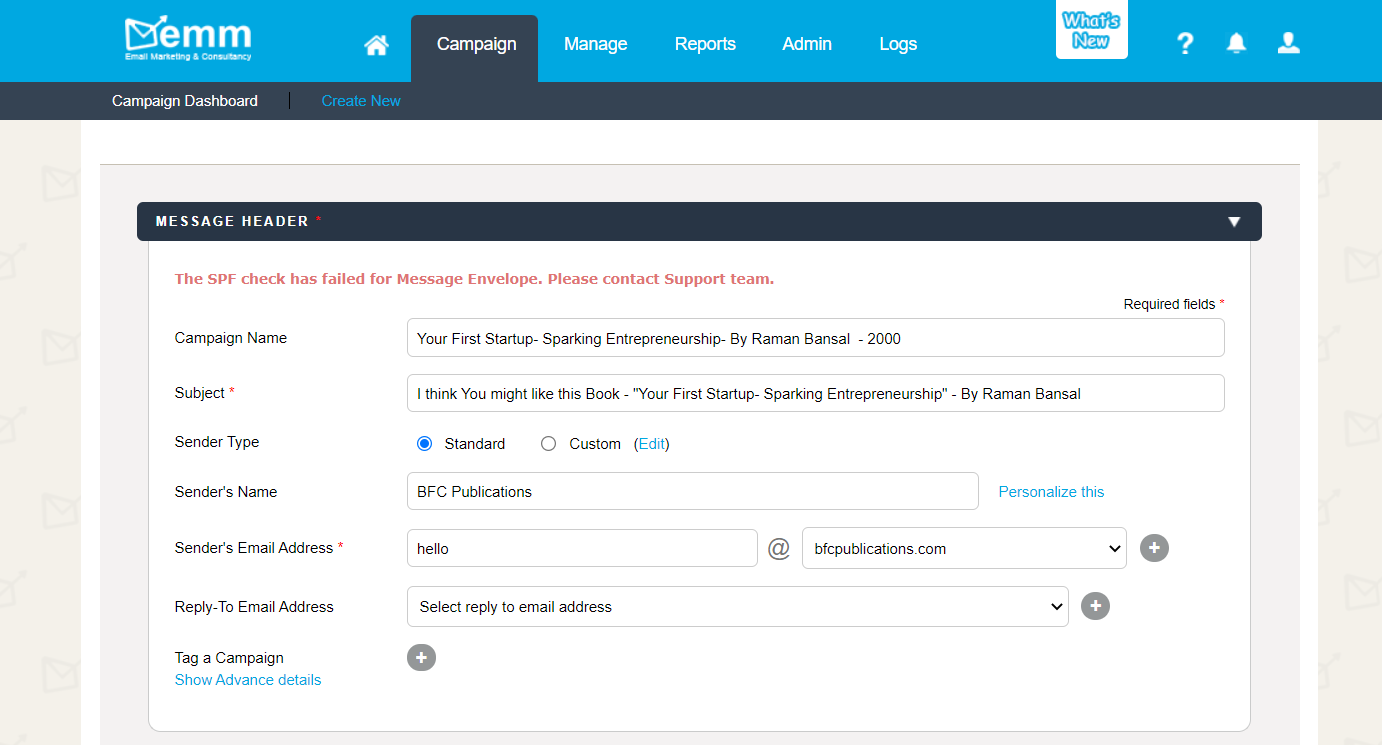 emm
Email Marketing & Consultancy
Campaign Manage Reports Admin Logs
What's New
?
Campaign Dashboard Create New
MESSAGE HEADER *
The SPF check has failed for Message Envelope. Please contact Support team.
Required fields *
Campaign Name Your First Startup- Sparking Entrepreneurship- By Raman Bansal - 2000
Subject * I think You might like this Book - "Your First Startup- Sparking Entrepreneurship" - By Raman Bansal
Sender Type Standard Custom (Edit)
Sender's Name BFC Publications Personalize this
Sender's Email Address * hello @ bfcpublications.com
Reply-To Email Address Select reply to email address
Tag a Campaign
Show Advance details